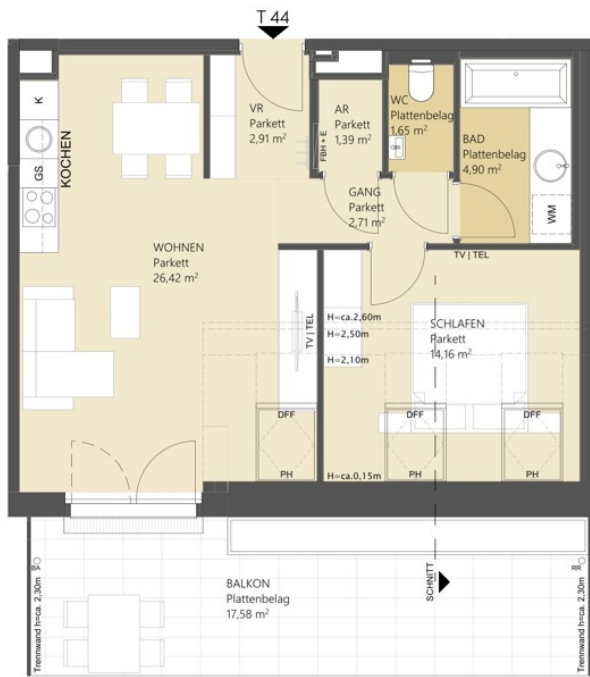 T 44
VR
Parkett
2,91 m²
AR
Parkett
1,39 m²
WC
Plattenbelag
1,65 m²
BAD
Plattenbelag
4,90 m²
K
GS
KOCHEN
FBH + E
WM
GANG
Parkett
2,71 m²
WOHNEN
Parkett
26,42 m²
TV | TEL
TV | TEL
H=ca.2,60m
H=2,50m
H=2,10m
H=ca.0,15m
SCHLAFEN
Parkett
14,16 m²
DFF
PH
DFF
PH
DFF
PH
BA
RR
Trennwand h=ca. 2,30m
BALKON
Plattenbelag
17,58 m²
SCHNITT
Trennwand h=ca. 2,30m